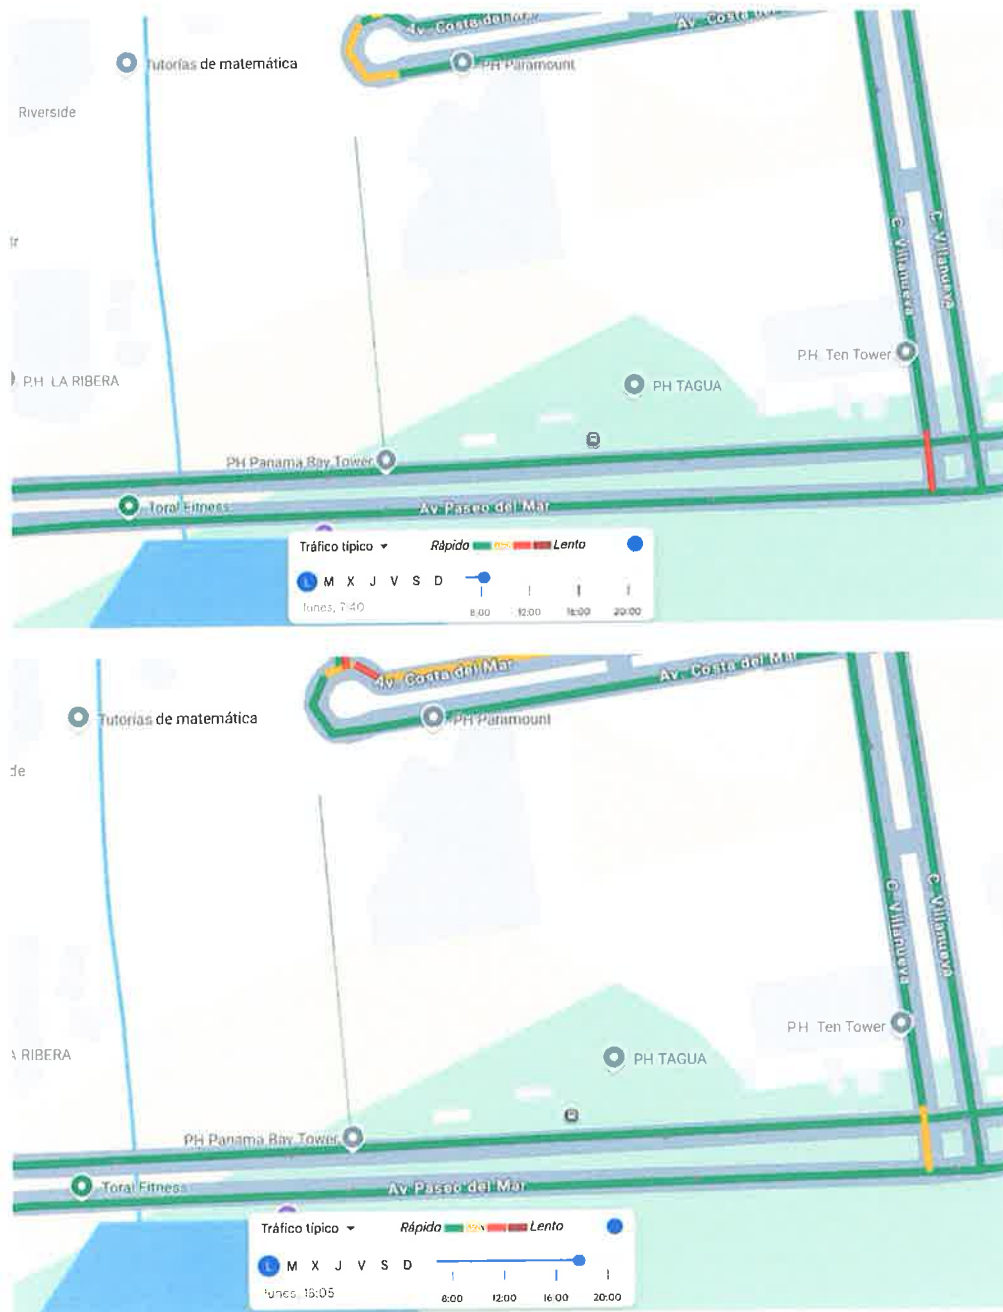 Av. Costa del Mar
Av. Costa del
Tutorías de matemática
PH Paramount
Riverside
C. Villanueva
C. Villanueva
P.H. Ten Tower
P.H. LA RIBERA
PH TAGUA
PH Panama Bay Tower
Toral Fitness
Av Paseo del Mar
Tráfico típico
Rápido
Lento
L M X J V S D
lunes, 7:40
8:00 12:00 16:00 20:00
Av. Costa del Mar
Av. Costa del Mar
Tutorías de matemática
PH Paramount
de
C. Villanueva
C. Villanueva
P.H. Ten Tower
A RIBERA
PH TAGUA
PH Panama Bay Tower
Toral Fitness
Av Paseo del Mar
Tráfico típico
Rápido
Lento
L M X J V S D
lunes, 18:05
8:00 12:00 16:00 20:00